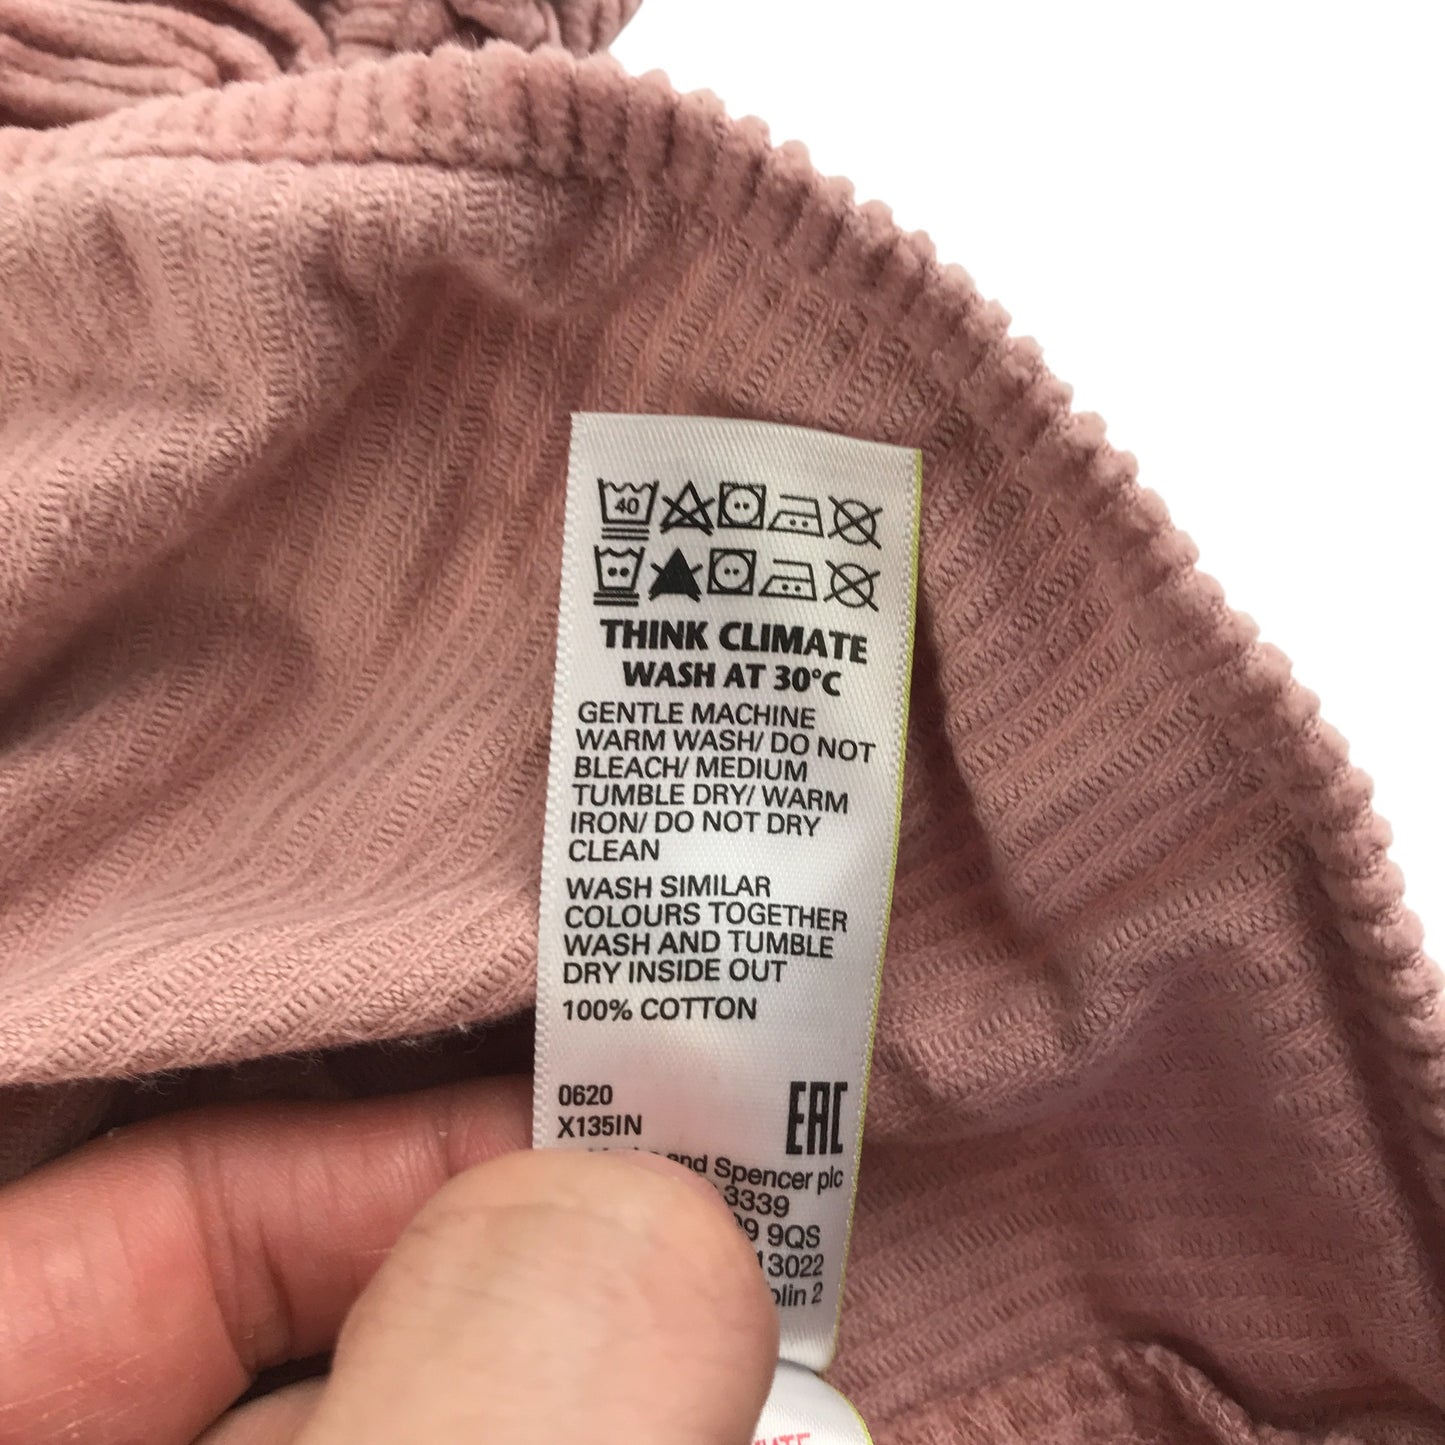 40
THINK CLIMATE
WASH AT 30°C
GENTLE MACHINE
WARM WASH/ DO NOT
BLEACH/ MEDIUM
TUMBLE DRY/ WARM
IRON/ DO NOT DRY
CLEAN
WASH SIMILAR
COLOURS TOGETHER
WASH AND TUMBLE
DRY INSIDE OUT
100% COTTON
0620
X135IN
EAC
and Spencer plc
3339
9QS
13022
2